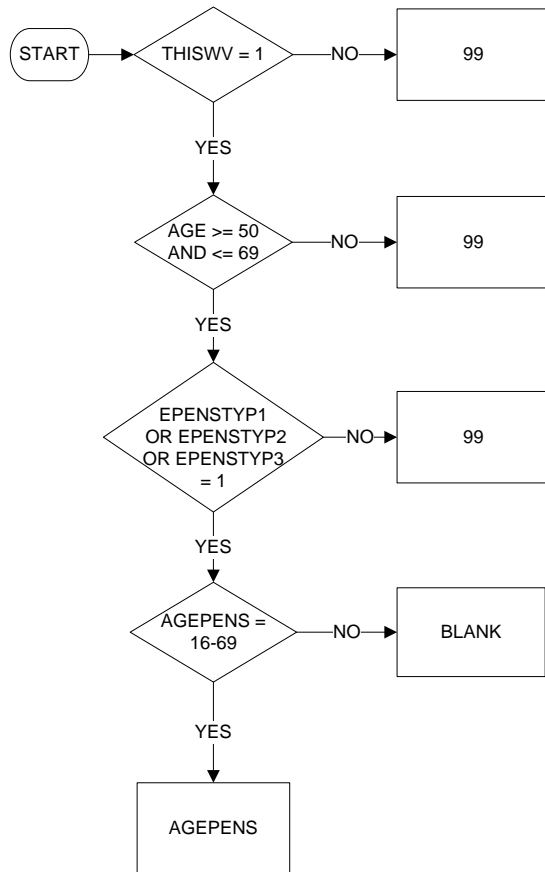 START
THISWV = 1
NO
99
YES
AGE >= 50
AND <= 69
NO
99
YES
EPENSTYP1
OR EPENSTYP2
OR EPENSTYP3
= 1
NO
99
YES
AGEPENS =
16-69
NO
BLANK
YES
AGEPENS